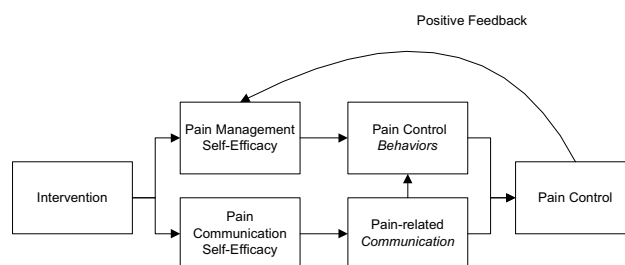 Positive Feedback
Pain Management
Self-Efficacy
Pain Control
Behaviors
Intervention
Pain Control
Pain
Communication
Self-Efficacy
Pain-related
Communication